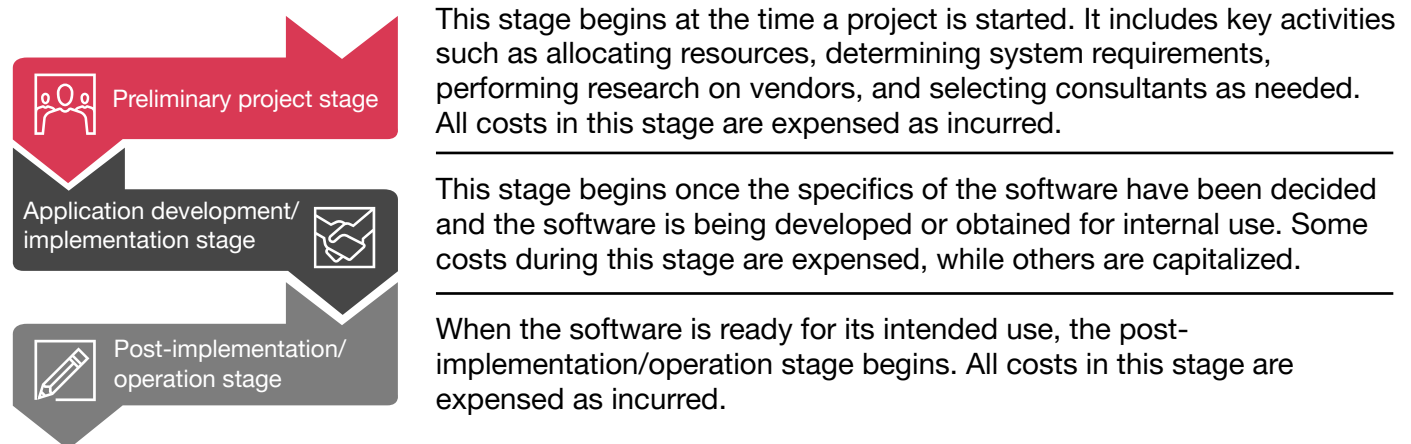 Preliminary project stage
This stage begins at the time a project is started. It includes key activities
such as allocating resources, determining system requirements,
performing research on vendors, and selecting consultants as needed.
All costs in this stage are expensed as incurred.
Application development/
implementation stage
This stage begins once the specifics of the software have been decided
and the software is being developed or obtained for internal use. Some
costs during this stage are expensed, while others are capitalized.
Post-implementation/
operation stage
When the software is ready for its intended use, the post-
implementation/operation stage begins. All costs in this stage are
expensed as incurred.